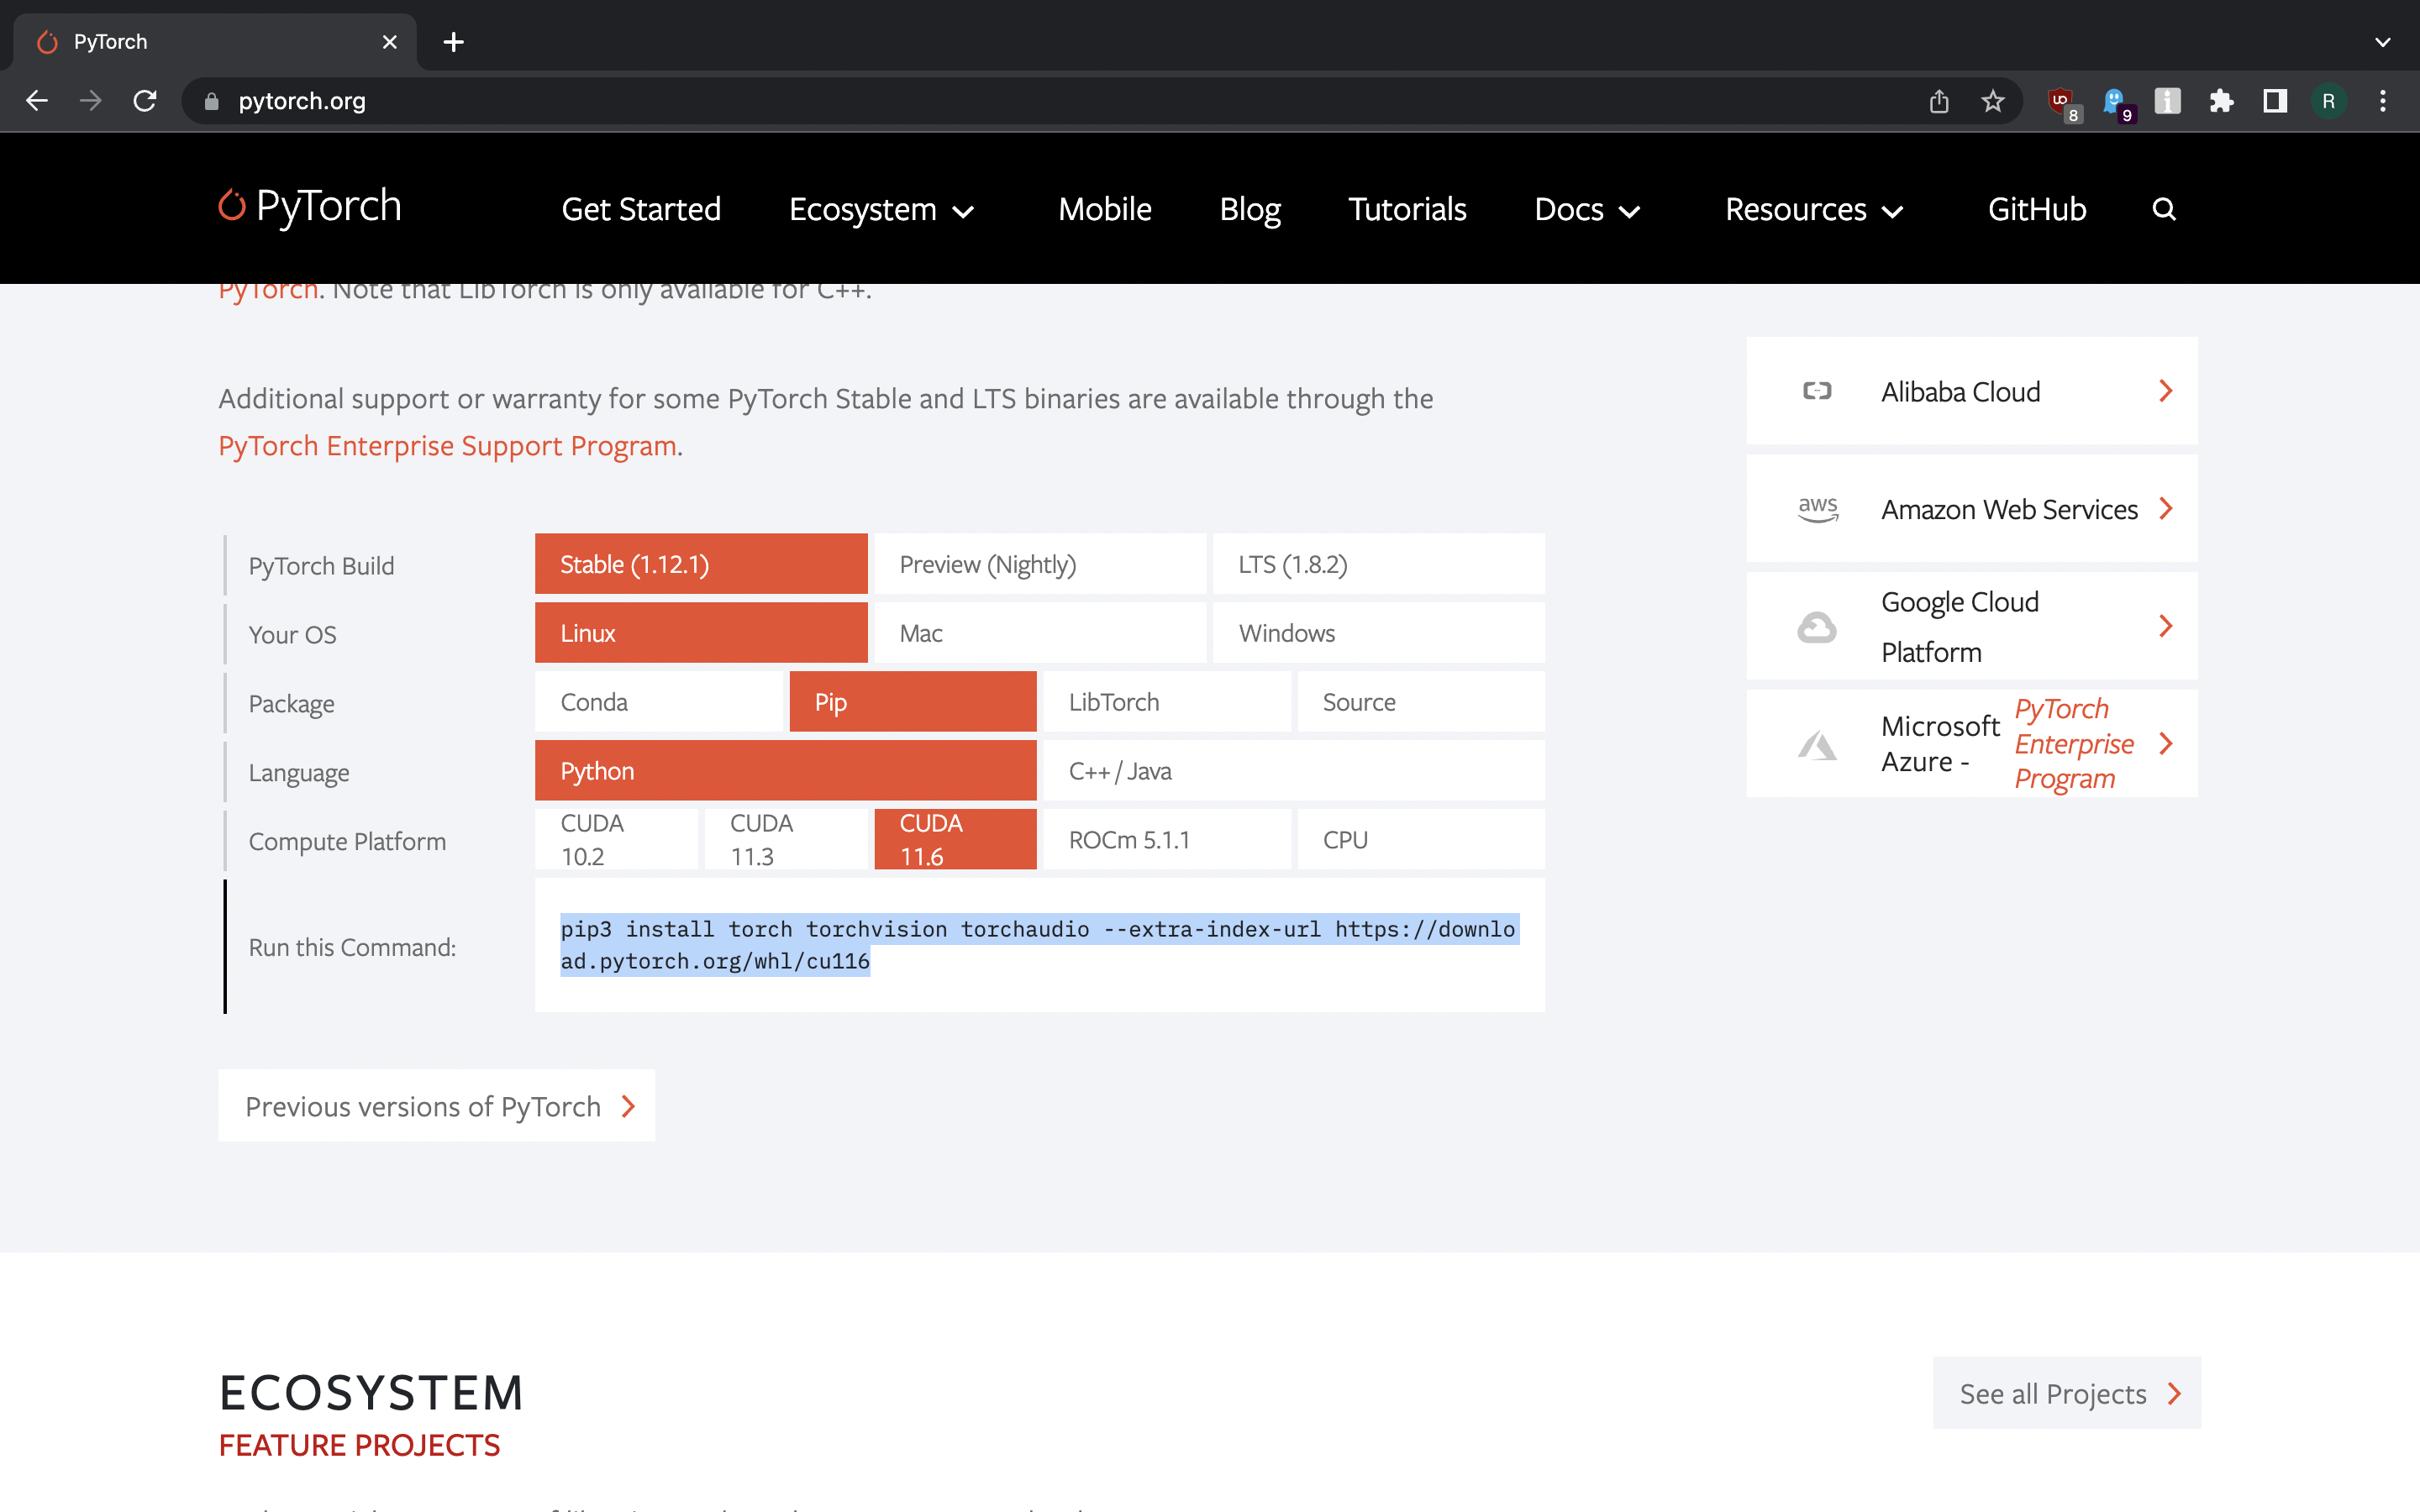 PyTorch
pytorch.org
8
9
R
PyTorch
Get Started
Ecosystem
Mobile
Blog
Tutorials
Docs
Resources
GitHub
PyTorch. Note that LibTorch is only available for C++.
Additional support or warranty for some PyTorch Stable and LTS binaries are available through the
PyTorch Enterprise Support Program.
PyTorch Build
Stable (1.12.1)
Preview (Nightly)
LTS (1.8.2)
Your OS
Linux
Mac
Windows
Package
Conda
Pip
LibTorch
Source
Language
Python
C++ / Java
Compute Platform
CUDA
10.2
CUDA
11.3
CUDA
11.6
ROCm 5.1.1
CPU
Run this Command:
pip3 install torch torchvision torchaudio --extra-index-url https://downlo
ad.pytorch.org/whl/cu116
Previous versions of PyTorch
Alibaba Cloud
aws
Amazon Web Services
Google Cloud
Platform
Microsoft
Azure -
PyTorch
Enterprise
Program
ECOSYSTEM
FEATURE PROJECTS
See all Projects